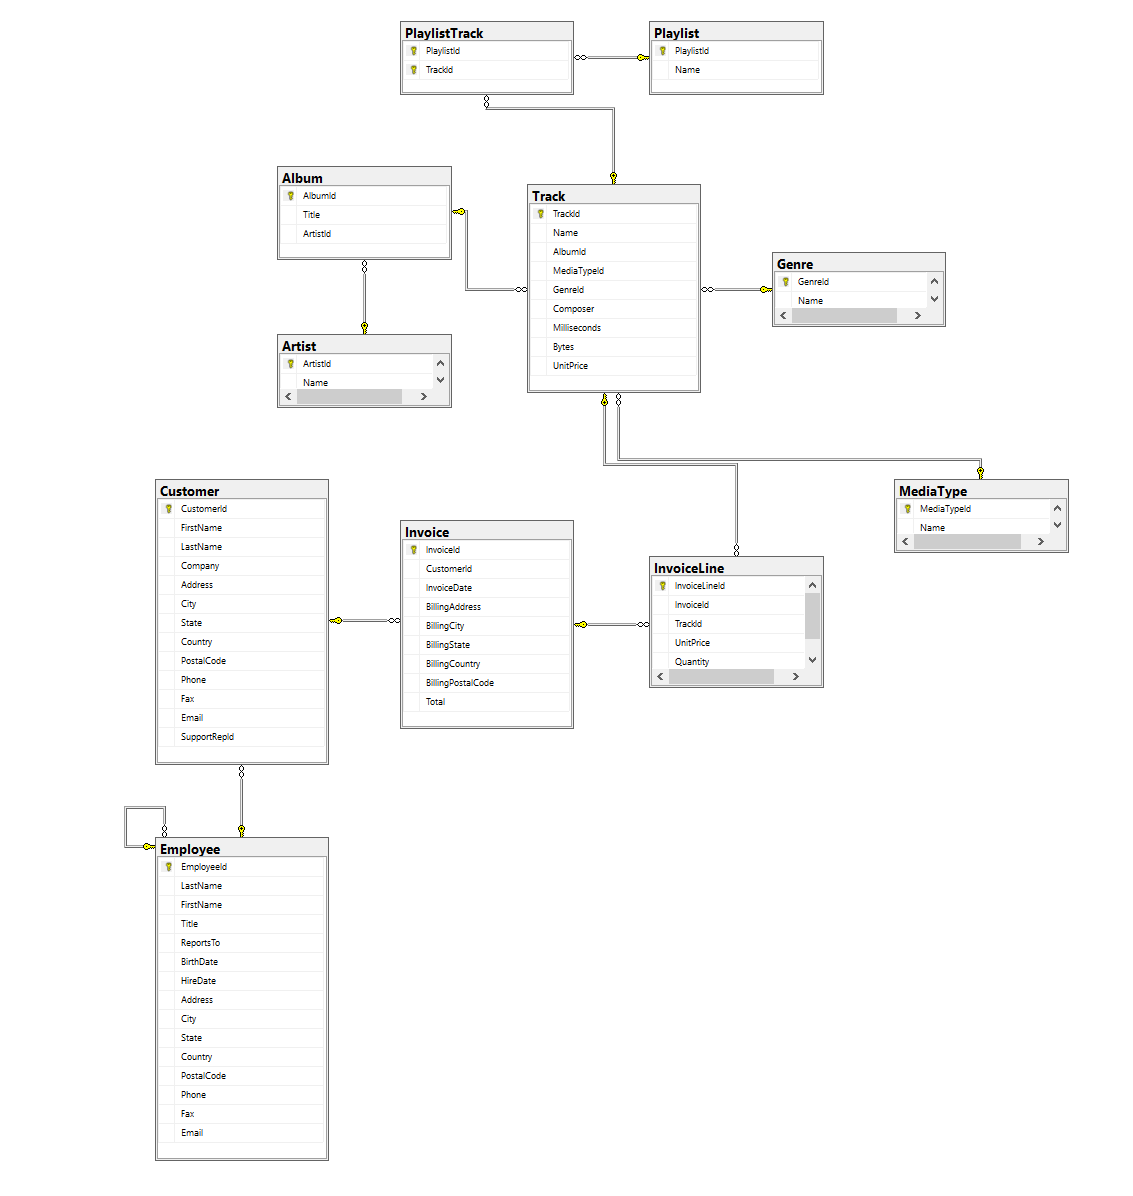 PlaylistTrack
PlaylistId
TrackId
Playlist
PlaylistId
Name
Album
AlbumId
Title
ArtistId
Track
TrackId
Name
AlbumId
MediaTypeId
GenreId
Composer
Milliseconds
Bytes
UnitPrice
Genre
GenreId
Name
Artist
ArtistId
Name
Customer
CustomerId
FirstName
LastName
Company
Address
City
State
Country
PostalCode
Phone
Fax
Email
SupportRepId
Invoice
InvoiceId
CustomerId
InvoiceDate
BillingAddress
BillingCity
BillingState
BillingCountry
BillingPostalCode
Total
InvoiceLine
InvoiceLineId
InvoiceId
TrackId
UnitPrice
Quantity
MediaType
MediaTypeId
Name
Employee
EmployeeId
LastName
FirstName
Title
ReportsTo
BirthDate
HireDate
Address
City
State
Country
PostalCode
Phone
Fax
Email